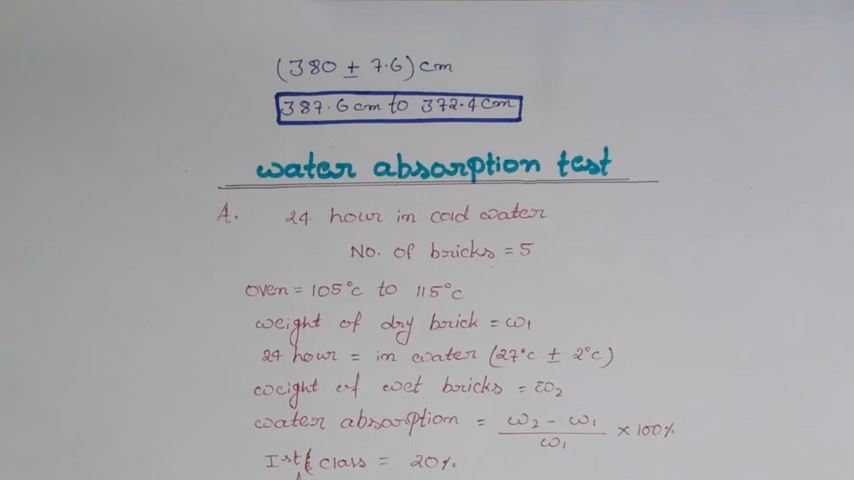 (380 ± 7.6) cm
387.6 cm to 372.4 cm
water absorption test
A. 24 hour in cold water
No. of bricks = 5
oven = 105°c to 115°c
weight of dry brick = ω₁
24 hour = in water (27°c ± 2°c)
weight of wet bricks = ω₂
water absorption = ω₂ - ω₁ / ω₁ × 100%
Ist class = 20%